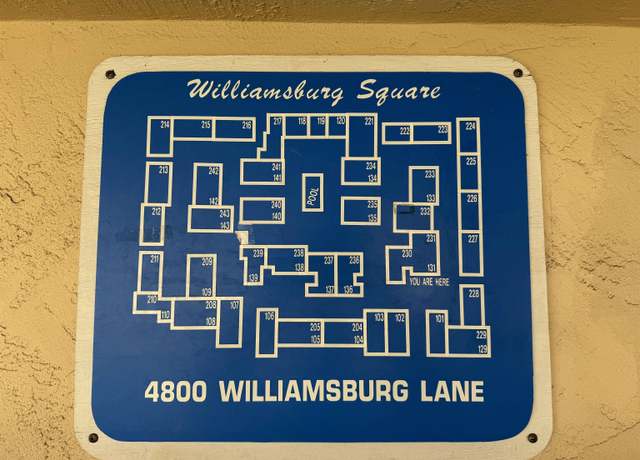 Williamsburg Square
214 215 216 217 118 119 120 221 222 223 224
213 242 142 241 141 234 134 233 133 225
212 243 143 240 140 POOL 235 135 232 226
211 209 109 239 139 238 138 237 137 236 136 230 231 131 227
YOU ARE HERE
210 110 208 108 107 106 205 105 204 104 103 102 101 228
229 129
4800 WILLIAMSBURG LANE